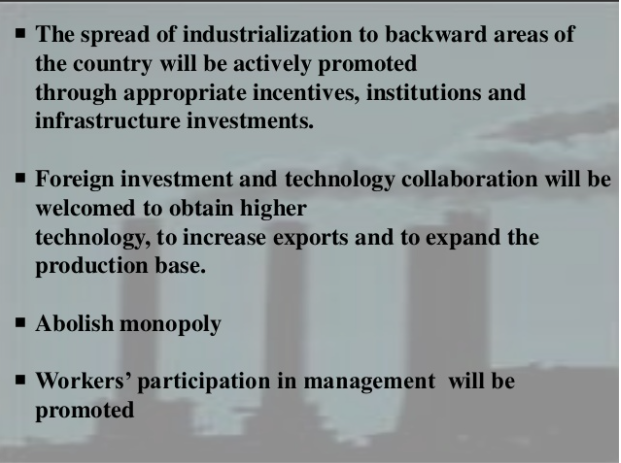 ▪ The spread of industrialization to backward areas of
the country will be actively promoted
through appropriate incentives, institutions and
infrastructure investments.
▪ Foreign investment and technology collaboration will be
welcomed to obtain higher
technology, to increase exports and to expand the
production base.
▪ Abolish monopoly
▪ Workers’ participation in management  will be
promoted